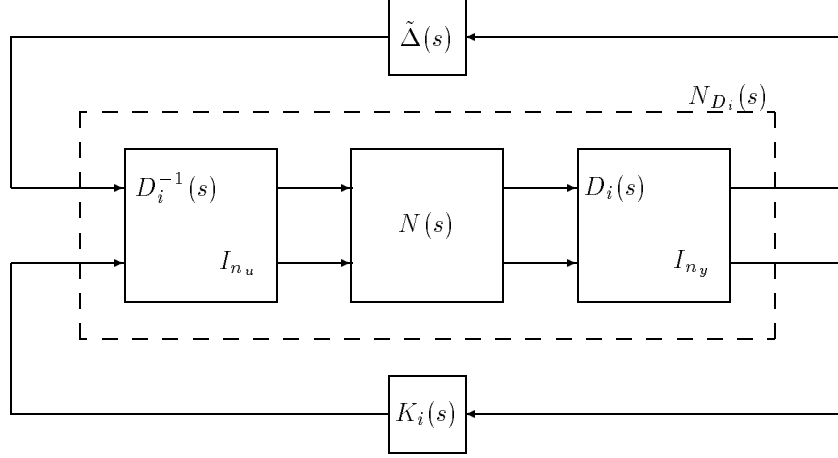 Δ̃(s)
N_{D_i}(s)
D_i^{-1}(s)
D_i(s)
N(s)
I_{n_u}
I_{n_y}
K_i(s)